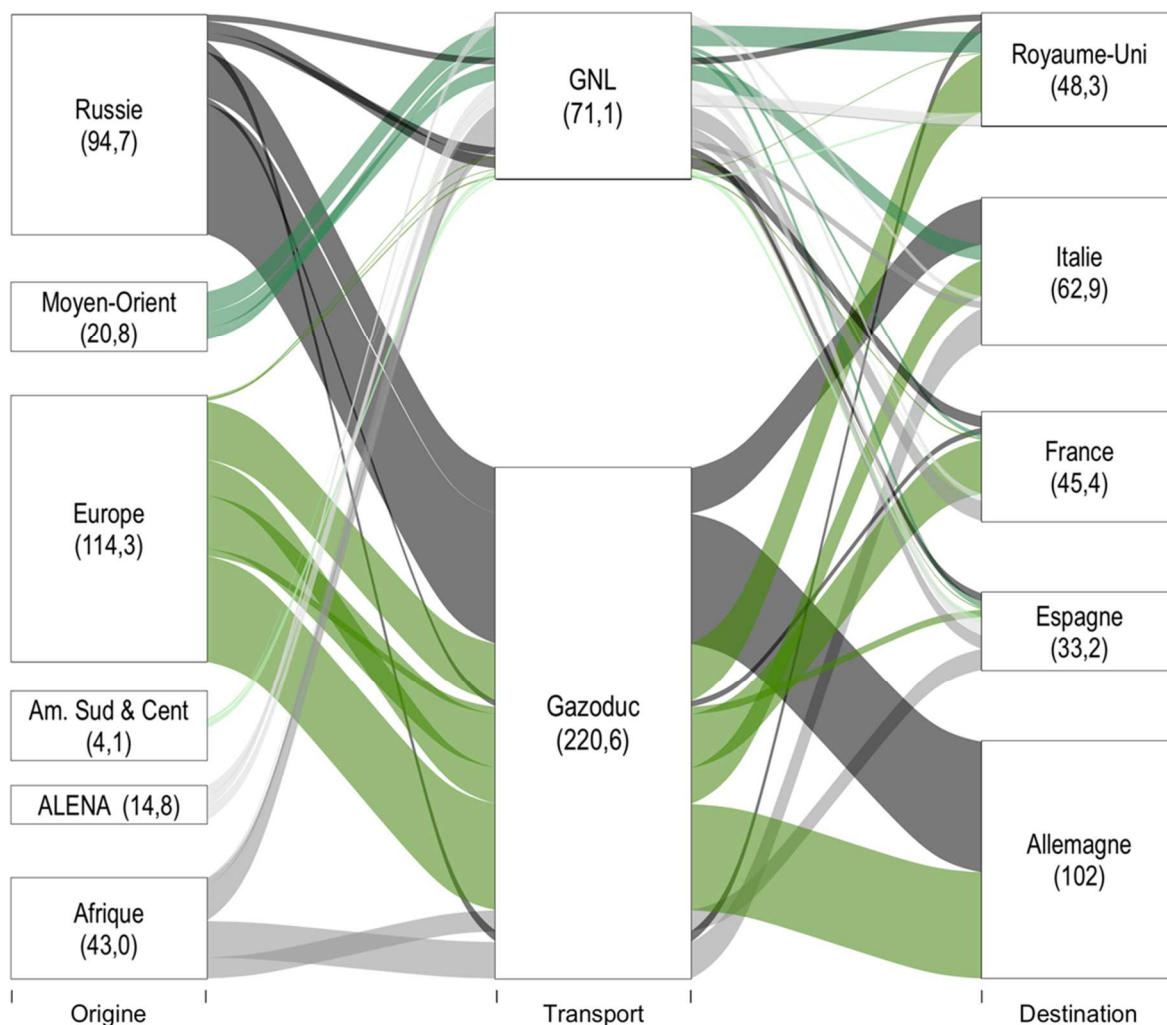 Russie
(94,7)
Moyen-Orient
(20,8)
Europe
(114,3)
Am. Sud & Cent
(4,1)
ALENA (14,8)
Afrique
(43,0)
Origine
GNL
(71,1)
Gazoduc
(220,6)
Transport
Royaume-Uni
(48,3)
Italie
(62,9)
France
(45,4)
Espagne
(33,2)
Allemagne
(102)
Destination